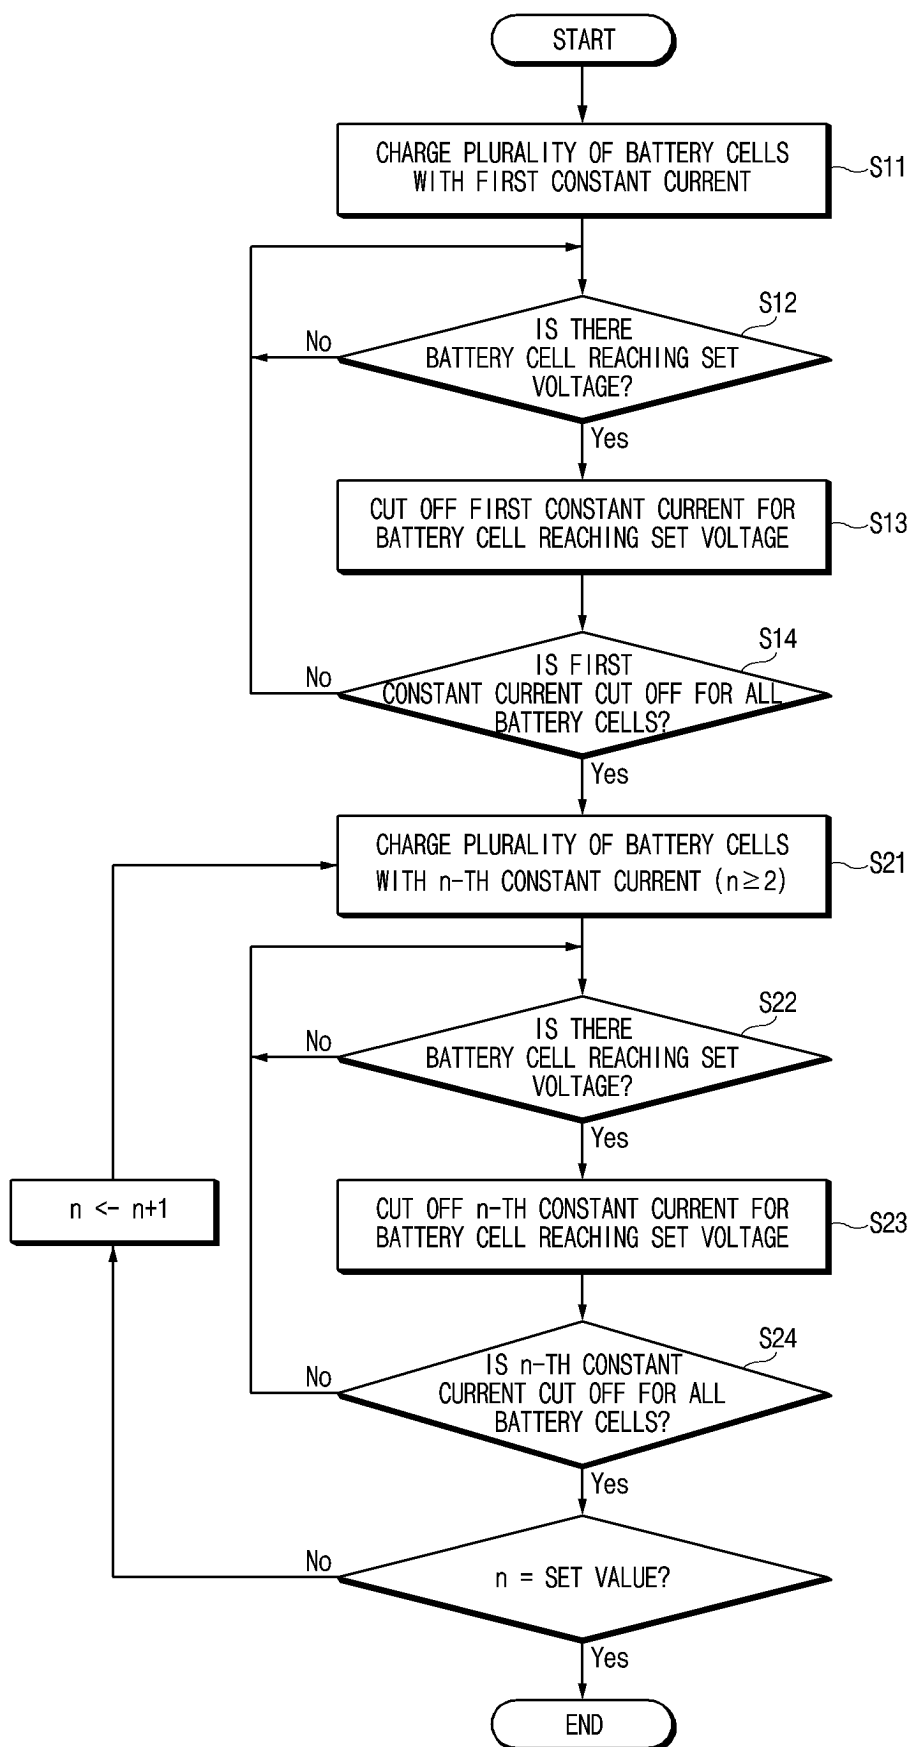 START
CHARGE PLURALITY OF BATTERY CELLS
WITH FIRST CONSTANT CURRENT
S11
S12
IS THERE
BATTERY CELL REACHING SET
VOLTAGE?
No
Yes
CUT OFF FIRST CONSTANT CURRENT FOR
BATTERY CELL REACHING SET VOLTAGE
S13
S14
IS FIRST
CONSTANT CURRENT CUT OFF FOR ALL
BATTERY CELLS?
No
Yes
CHARGE PLURALITY OF BATTERY CELLS
WITH n-TH CONSTANT CURRENT (n≥2)
S21
S22
IS THERE
BATTERY CELL REACHING SET
VOLTAGE?
No
Yes
n <- n+1
CUT OFF n-TH CONSTANT CURRENT FOR
BATTERY CELL REACHING SET VOLTAGE
S23
S24
IS n-TH CONSTANT
CURRENT CUT OFF FOR ALL
BATTERY CELLS?
No
Yes
No
n = SET VALUE?
Yes
END